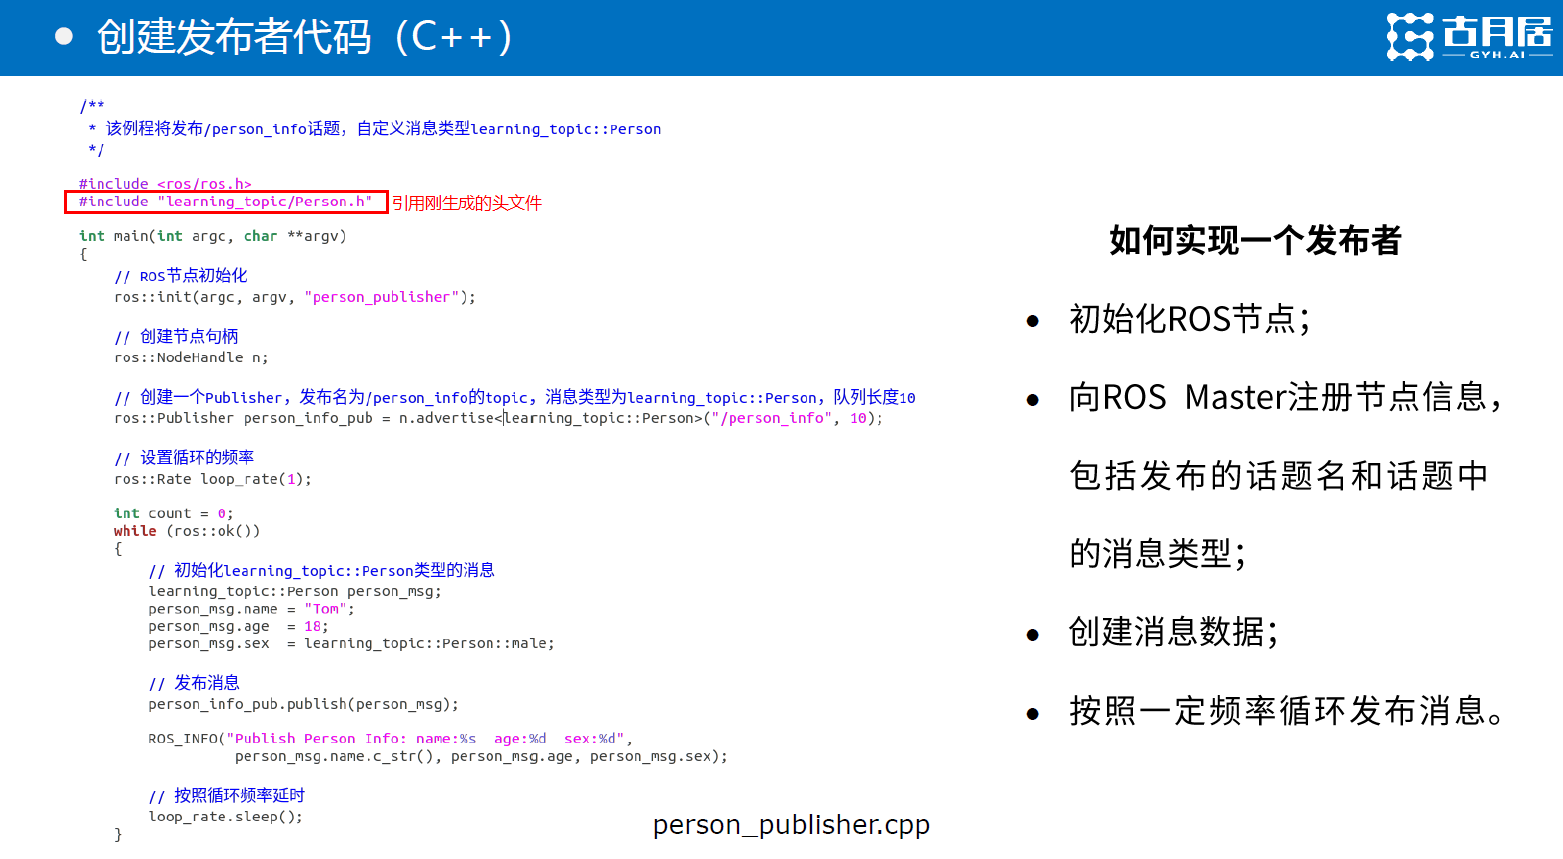 ● 创建发布者代码（C++）
古月居
GYH.AI
/**
 * 该例程将发布/person_info话题，自定义消息类型learning_topic::Person
 */
#include <ros/ros.h>
#include "learning_topic/Person.h" 引用刚生成的头文件
int main(int argc, char **argv)
{
    // ROS节点初始化
    ros::init(argc, argv, "person_publisher");
    // 创建节点句柄
    ros::NodeHandle n;
    // 创建一个Publisher，发布名为/person_info的topic，消息类型为learning_topic::Person，队列长度10
    ros::Publisher person_info_pub = n.advertise<learning_topic::Person>("/person_info", 10);
    // 设置循环的频率
    ros::Rate loop_rate(1);
    int count = 0;
    while (ros::ok())
    {
        // 初始化learning_topic::Person类型的消息
        learning_topic::Person person_msg;
        person_msg.name = "Tom";
        person_msg.age  = 18;
        person_msg.sex  = learning_topic::Person::male;
        // 发布消息
        person_info_pub.publish(person_msg);
        ROS_INFO("Publish Person Info: name:%s  age:%d  sex:%d",
                  person_msg.name.c_str(), person_msg.age, person_msg.sex);
        // 按照循环频率延时
        loop_rate.sleep();
    }
person_publisher.cpp
如何实现一个发布者
● 初始化ROS节点；
● 向ROS Master注册节点信息，
包括发布的话题名和话题中
的消息类型；
● 创建消息数据；
● 按照一定频率循环发布消息。